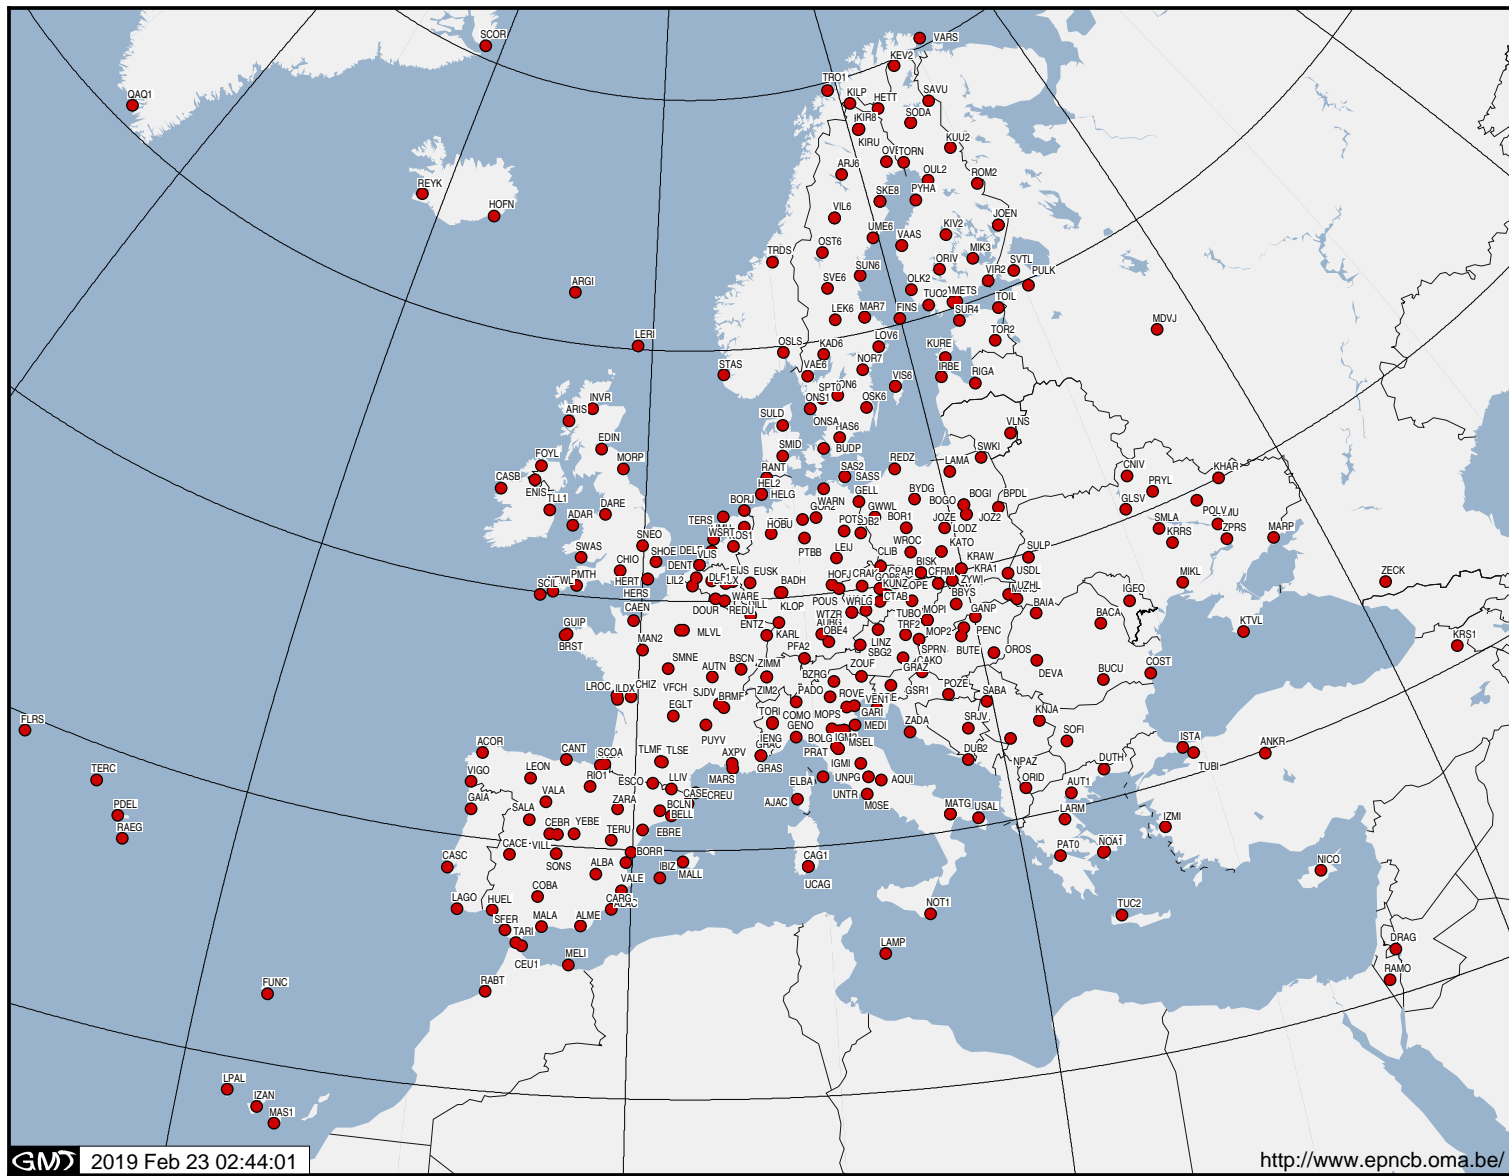 SCOR
VARS
KEV2
QAQ1
TRO1
KILP
HETT
SAVU
KIR8
SODA
KIRU
KUU2
TORN
ARJ6
OUL2
ROM2
REYK
SKE8
PYHA
HOFN
VIL6
JOEN
UME6
KIV2
VAAS
OST6
MIK3
TRDS
SUN6
ORIV
SVTL
ARGI
SVE6
OLK2
VIR2
PULK
TUO2
METS
LEK6
MAR7
FINS
SUR4
TOIL
MDVJ
LERI
OSLS
KAD6
LOV6
TOR2
KURE
STAS
VAE6
NOR7
IRBE
RIGA
SPT0
VIS6
INVR
ARIS
ONS1
OSK6
SULD
ONSA
HAS6
VLNS
EDIN
SMID
BUDP
SWKI
FOYL
MORP
RANT
SAS2
REDZ
LAMA
CNIV
KHAR
CASB
HEL2
SASS
PRYL
ENIS
HELG
GELL
BYDG
BOGI
BPDL
TLL1
DARE
BORJ
WARN
GWWL
BOGO
GLSV
POLV
ADAR
TERS
HOBU
POTS
BOR1
JOZE
JOZ2
SMLA
ZPRS
MARP
SNEO
WSRT
LODZ
KRRS
SWAS
SHOE
VLIS
PTBB
LEIJ
WROC
KATO
SULP
CHIO
DENT
CLIB
BISK
KRAW
PMTH
HERT
LIL2
DLF1
EIJS
EUSK
BADH
HOFJ
CRAK
CPAR
CFRM
KRA1
USDL
MIKL
ZECK
SCIL
HERS
WARE
KUNZ
ZYWI
UZHL
CAEN
DOUR
REDU
POUS
WTZR
WRLG
CTAB
BBYS
BAIA
IGEO
GUIP
ENTZ
KLOP
TUBO
MOPI
GANP
BACA
KTVL
BRST
MAN2
MLVL
KARL
OBE4
LINZ
TRF2
MOP2
PENC
KRS1
SMNE
BSCN
PFA2
SBG2
SPRN
BUTE
OROS
AUTN
ZIMM
ZOUF
CAKO
DEVA
BUCU
COST
LROC
ILDX
CHIZ
VFCH
SJDV
ZIM2
BZRG
GRAZ
BRMF
PADO
ROVE
VEN1
GSR1
POZE
SABA
FLRS
EGLT
TORI
COMO
MOPS
GARI
KNJA
PUYV
IENG
GENO
MEDI
ZADA
SRJV
SOFI
ACOR
CANT
SCOA
TLMF
TLSE
AXPV
GRAC
BOLG
IGM2
MSEL
DUB2
ISTA
ANKR
TERC
VIGO
LEON
GRAS
PRAT
IGMI
NPAZ
DUTH
TUBI
RIO1
ESCO
LLIV
MARS
ELBA
UNPG
AQUI
ORID
AUT1
PDEL
GAIA
VALA
CASE
CREU
AJAC
UNTR
M0SE
SALA
ZARA
BCLN
BELL
MATG
USAL
LARM
IZMI
RAEG
CEBR
YEBE
EBRE
CASC
CACE
VILL
TERU
BORR
PAT0
NOA1
NICO
SONS
ALBA
IBIZ
MALL
CAG1
VALE
UCAG
LAGO
HUEL
COBA
CARG
SFER
MALA
ALME
NOT1
TUC2
TARI
CEU1
MELI
LAMP
DRAG
FUNC
RABT
RAMO
LPAL
IZAN
MAS1
GMT 2019 Feb 23 02:44:01
http://www.epncb.oma.be/